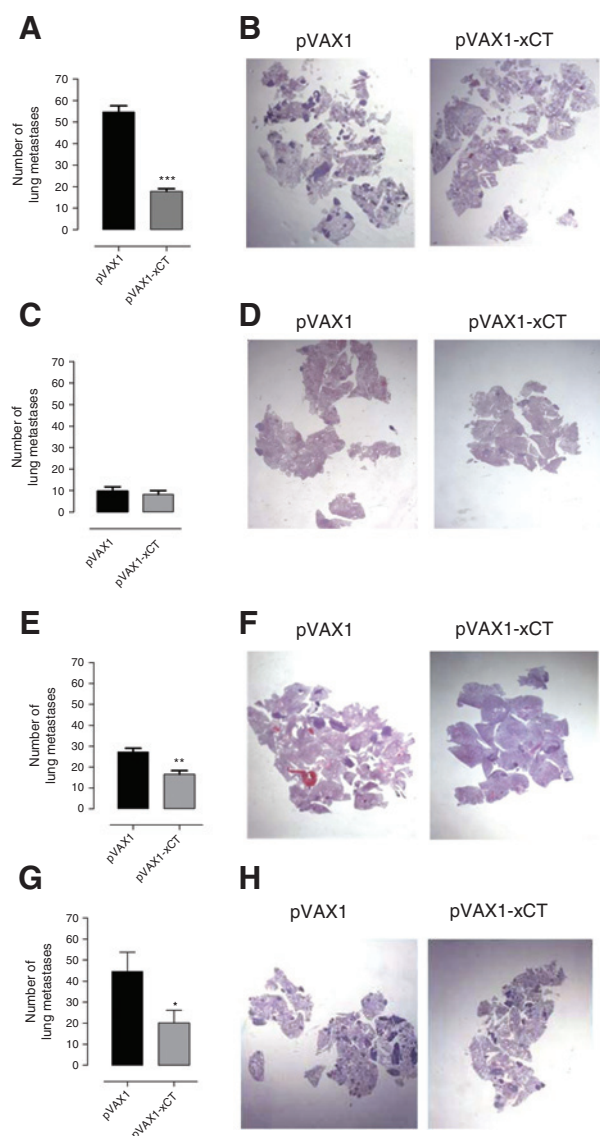 A
Number of
lung metastases
70
60
50
40
30
20
10
0
***
pVAX1
pVAX1-xCT
B
pVAX1
pVAX1-xCT
C
Number of
lung metastases
70
60
50
40
30
20
10
0
pVAX1
pVAX1-xCT
D
pVAX1
pVAX1-xCT
E
Number of
lung metastases
70
60
50
40
30
20
10
0
**
pVAX1
pVAX1-xCT
F
pVAX1
pVAX1-xCT
G
Number of
lung metastases
70
60
50
40
30
20
10
0
*
pVAX1
pVAX1-xCT
H
pVAX1
pVAX1-xCT